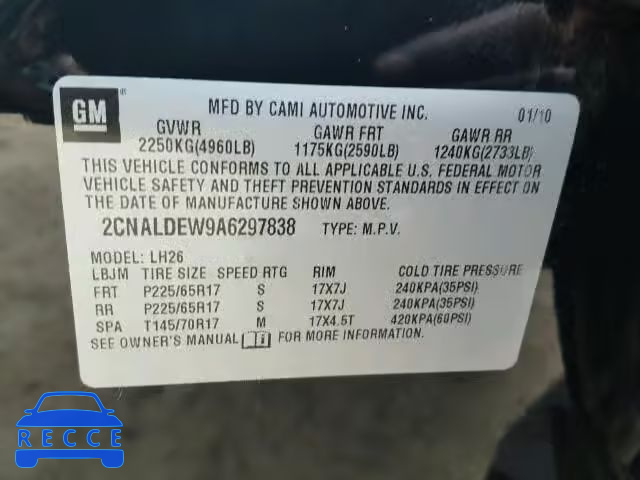 GM
MFD BY CAMI AUTOMOTIVE INC. 01/10
GVWR GAWR FRT GAWR RR
2250KG(4960LB) 1175KG(2590LB) 1240KG(2733LB)
THIS VEHICLE CONFORMS TO ALL APPLICABLE U.S. FEDERAL MOTOR
VEHICLE SAFETY AND THEFT PREVENTION STANDARDS IN EFFECT ON
THE DATE OF MANUFACTURE SHOWN ABOVE.
2CNALDEW9A6297838 TYPE: M.P.V.
MODEL: LH26
LBJM TIRE SIZE SPEED RTG RIM COLD TIRE PRESSURE
FRT P225/65R17 S 17X7J 240KPA(35PSI)
RR P225/65R17 S 17X7J 240KPA(35PSI)
SPA T145/70R17 M 17X4.5T 420KPA(60PSI)
SEE OWNER'S MANUAL
AUTO RECORDS
AUTO RECORDS